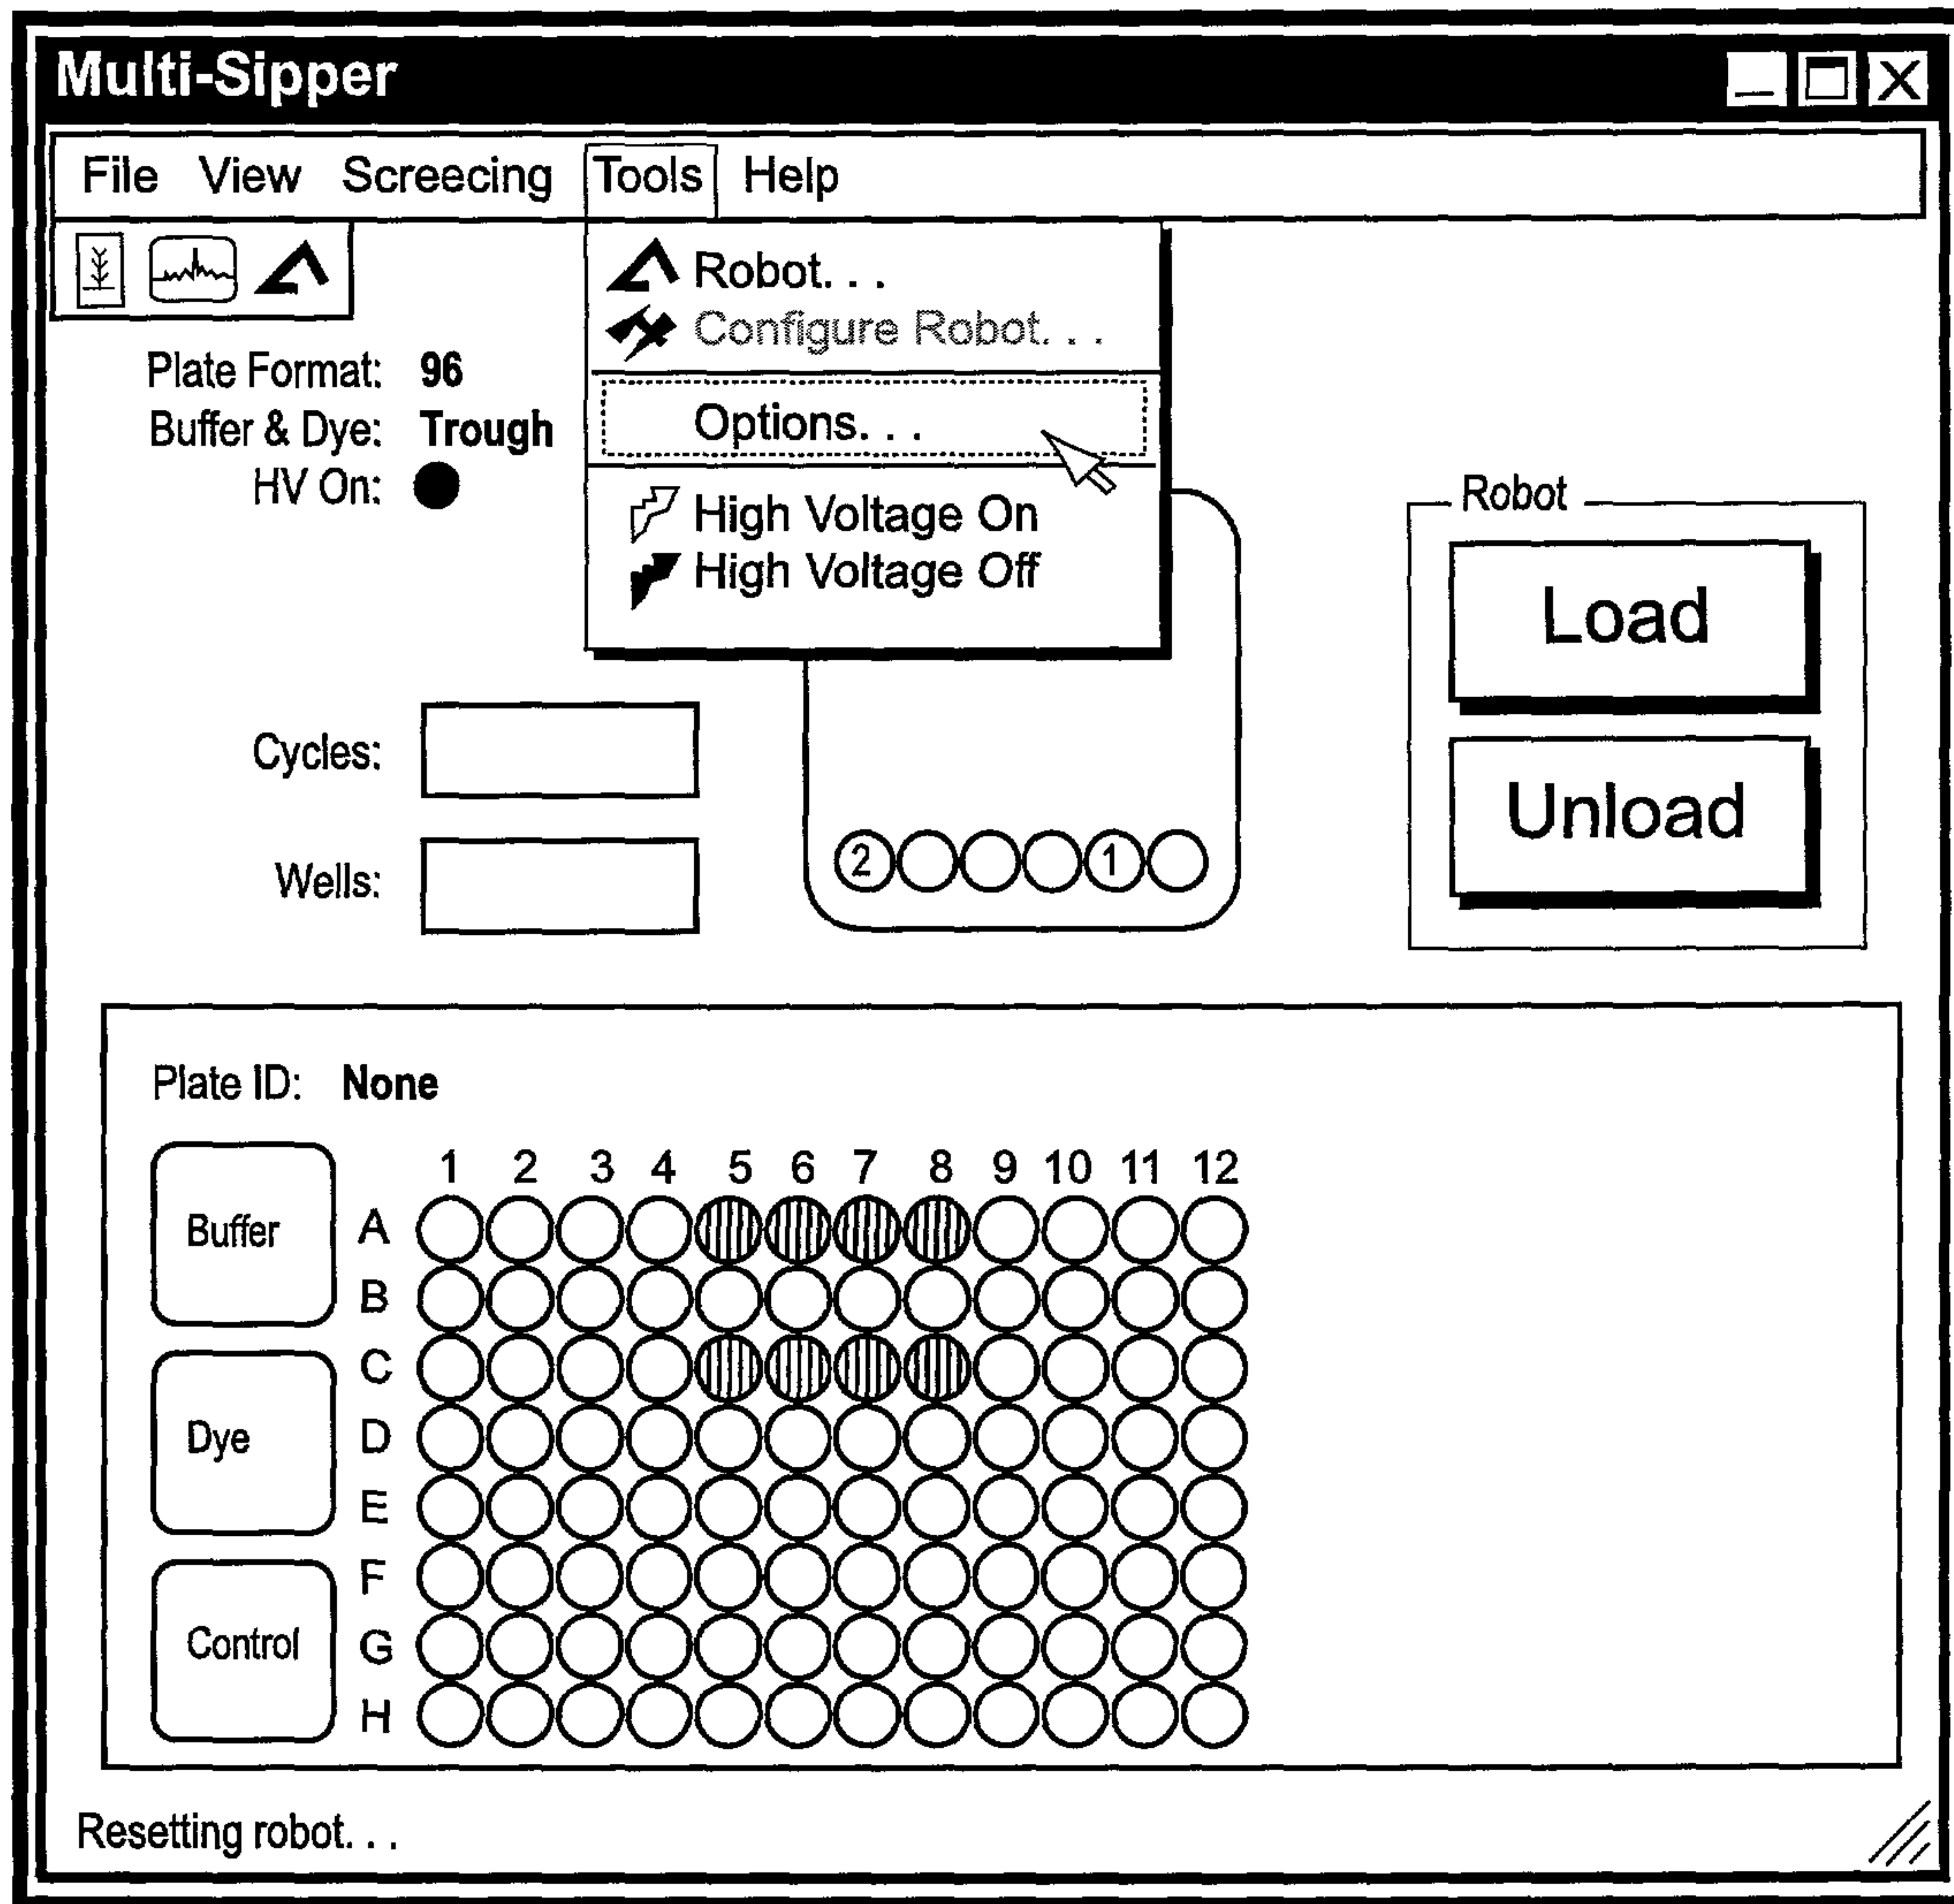 Multi-Sipper
File View Screecing Tools Help
Robot. . .
Configure Robot. . .
Options. . .
High Voltage On
High Voltage Off
Plate Format: 96
Buffer & Dye: Trough
HV On:
Cycles:
Wells:
2 1
Robot
Load
Unload
Plate ID: None
1 2 3 4 5 6 7 8 9 10 11 12
Buffer
Dye
Control
A
B
C
D
E
F
G
H
Resetting robot. . .